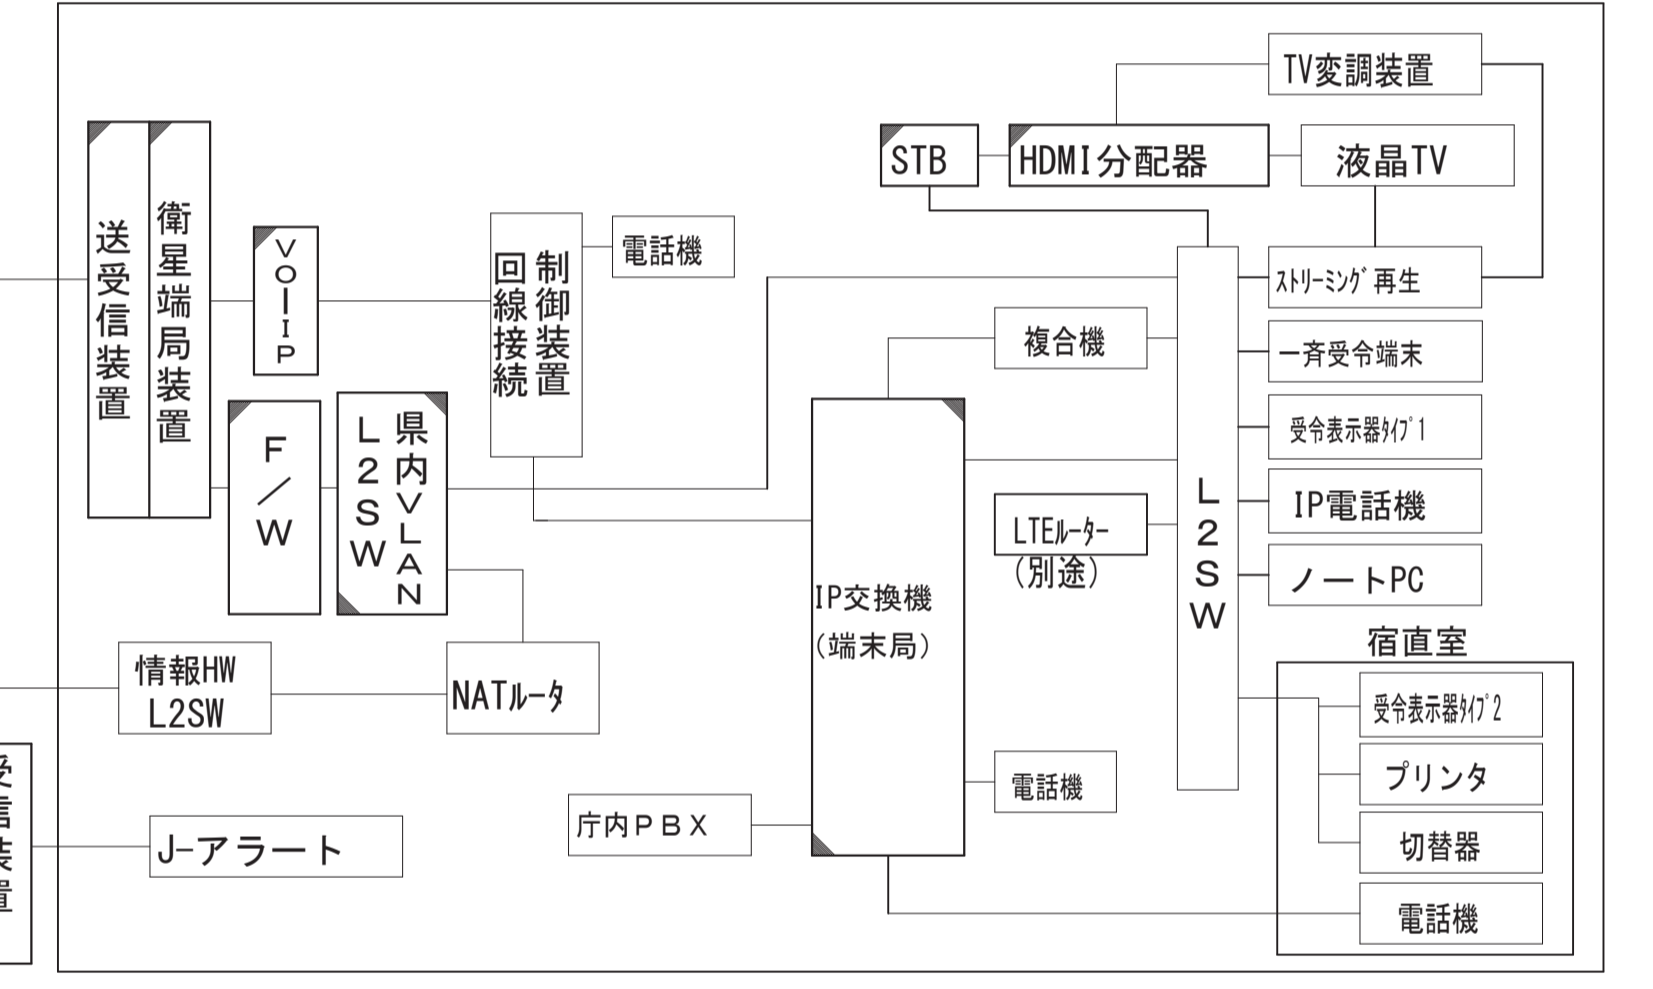 TV変調装置
STB
HDMI分配器
液晶TV
送受信装置
衛星端局装置
VOIP
回線接続
制御装置
電話機
ストリーミング再生
複合機
一斉受令端末
受令表示器タイプ1
IP電話機
ノートPC
F/W
L2SW
県内VLAN
LTEルーター
(別途)
L2SW
IP交換機
(端末局)
宿直室
受令表示器タイプ2
プリンタ
切替器
電話機
情報HW
L2SW
NATルータ
電話機
庁内PBX
J-アラート
受信装置